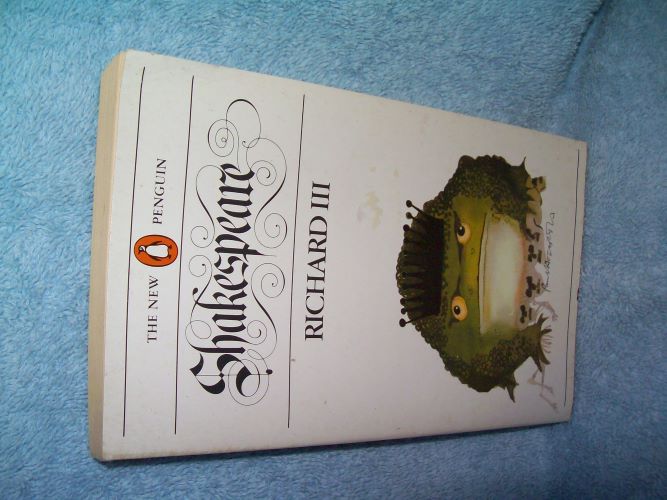 THE NEW PENGUIN
Shakespeare
RICHARD III